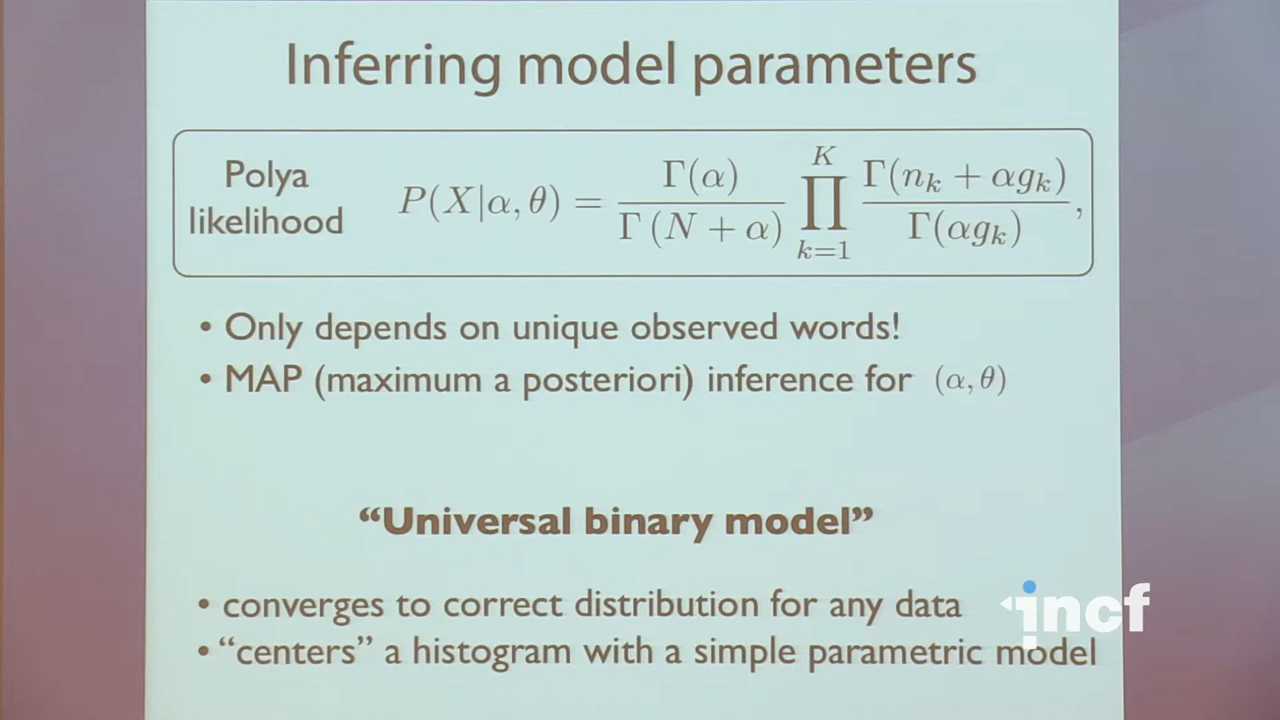 Inferring model parameters
Polya
likelihood
P(X|α, θ) = Γ(α) / Γ (N + α) ∏_{k=1}^{K} Γ(n_k + αg_k) / Γ(αg_k) ,
• Only depends on unique observed words!
• MAP (maximum a posteriori) inference for (α, θ)
“Universal binary model”
• converges to correct distribution for any data
• “centers” a histogram with a simple parametric model
incf